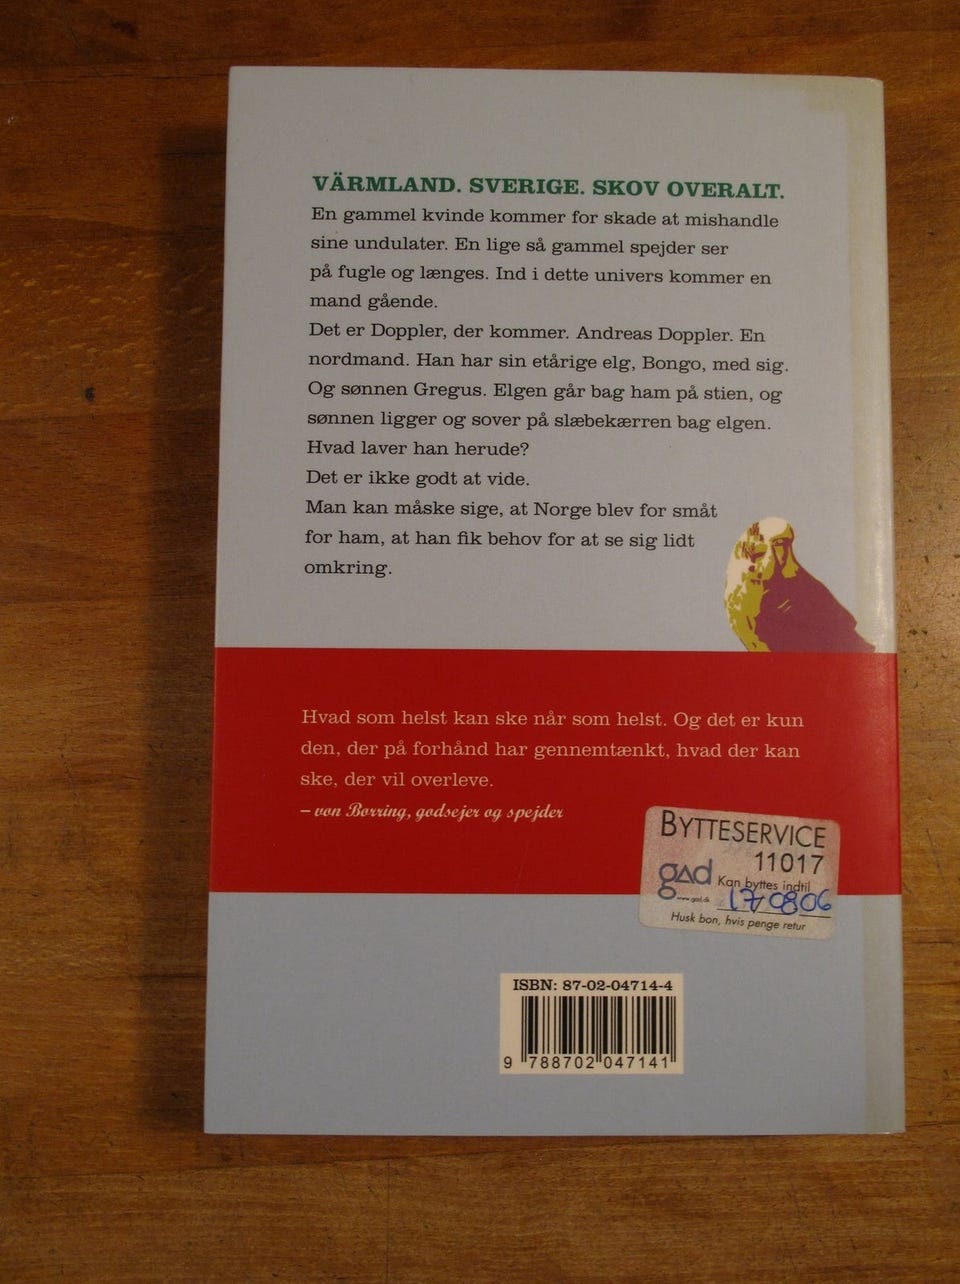 VÄRMLAND. SVERIGE. SKOV OVERALT.
En gammel kvinde kommer for skade at mishandle
sine undulater. En lige så gammel spejder ser
på fugle og længes. Ind i dette univers kommer en
mand gående.
Det er Doppler, der kommer. Andreas Doppler. En
nordmand. Han har sin etårige elg, Bongo, med sig.
Og sønnen Gregus. Elgen går bag ham på stien, og
sønnen ligger og sover på slæbekærren bag elgen.
Hvad laver han herude?
Det er ikke godt at vide.
Man kan måske sige, at Norge blev for småt
for ham, at han fik behov for at se sig lidt
omkring.
Hvad som helst kan ske når som helst. Og det er kun
den, der på forhånd har gennemtænkt, hvad der kan
ske, der vil overleve.
– von Borring, godsejer og spejder
BYTTESERVICE
11017
gad
Kan byttes indtil
www.gad.dk
170806
Husk bon, hvis penge retur
ISBN: 87-02-04714-4
9 788702 047141